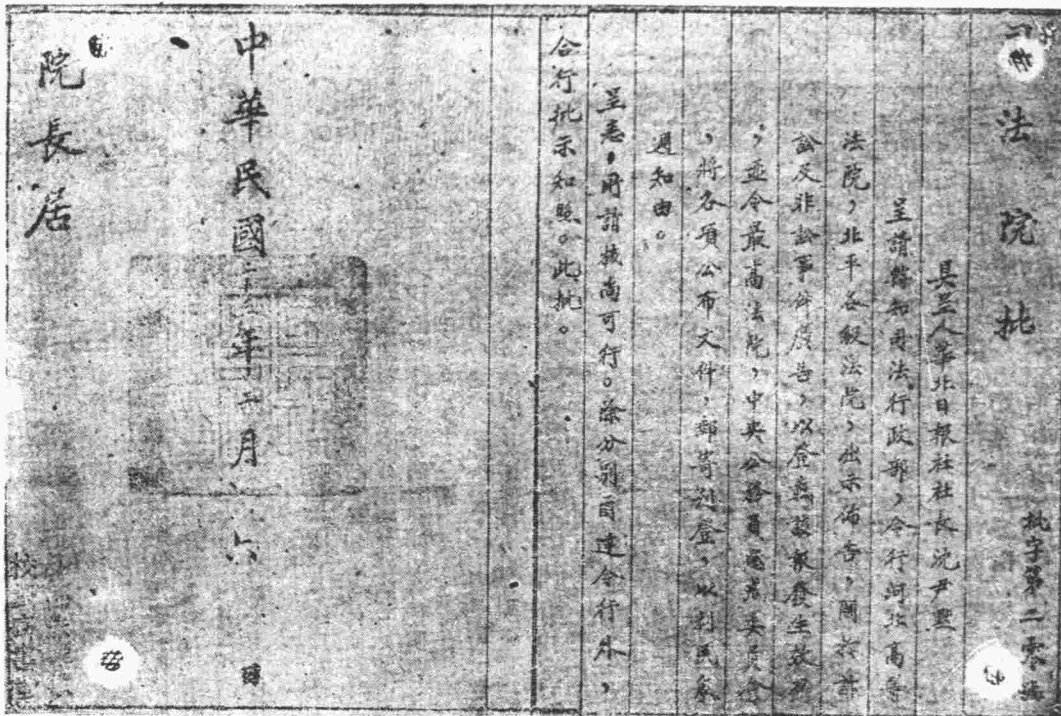 司法院批
批字第二零號
具呈人華北日報社社長沈尹默
呈請飭知司法行政部，令行河北高等
法院，北平各級法院，出示佈告，關於訴
訟及非訟事件廣告，以登載該報發生效力
，並令最高法院，中央公務員懲戒委員會
，將各項公布文件，郵寄刊登，以利民眾
週知由。
呈悉，所請核尚可行。除分別函達令行外，
合行批示知照。此批。
中華民國年二月六
院長居